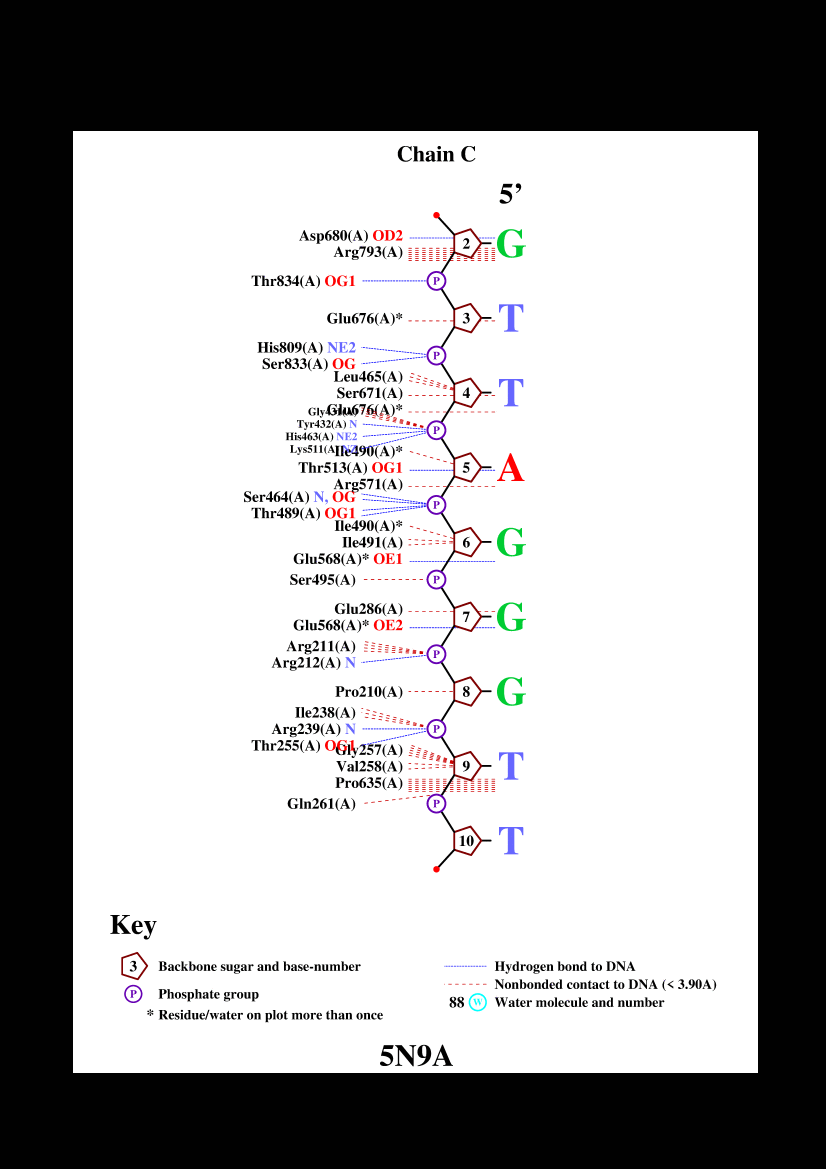 Chain C
5’
Asp680(A) OD2
2 G
Arg793(A)
Thr834(A) OG1 P
Glu676(A)* 3 T
His809(A) NE2 P
Ser833(A) OG
Leu465(A)
Ser671(A) 4 T
Glu676(A)*
Gly431(A)
Tyr432(A) N P
His463(A) NE2
Lys511(A)
Ile490(A)*
Thr513(A) OG1 5 A
Arg571(A)
Ser464(A) N, OG P
Thr489(A) OG1
Ile490(A)*
Ile491(A) 6 G
Glu568(A)* OE1
Ser495(A) P
Glu286(A) 7 G
Glu568(A)* OE2
Arg211(A) P
Arg212(A) N
Pro210(A) 8 G
Ile238(A)
Arg239(A) N P
Thr255(A) OG1
Gly257(A)
Val258(A) 9 T
Pro635(A)
Gln261(A) P
10 T
Key
3 Backbone sugar and base-number
P Phosphate group
* Residue/water on plot more than once
Hydrogen bond to DNA
Nonbonded contact to DNA (< 3.90A)
88 W Water molecule and number
5N9A